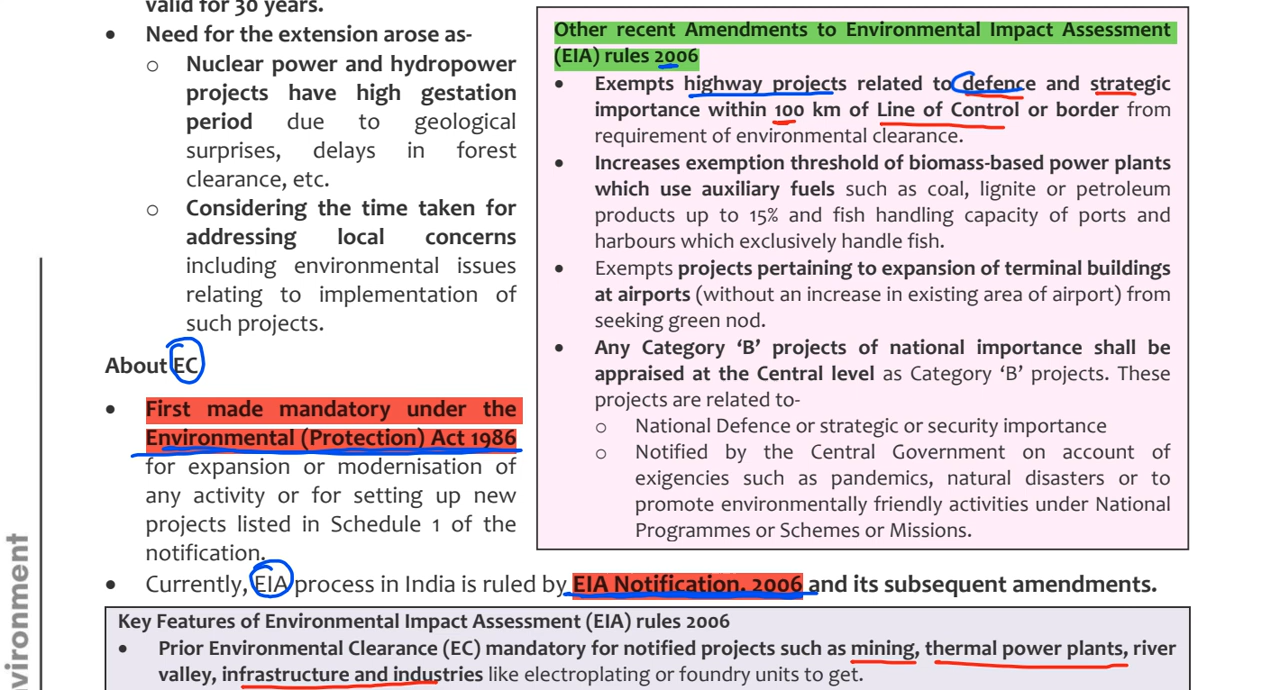 valid for 30 years.
• Need for the extension arose as-
o Nuclear power and hydropower
projects have high gestation
period due to geological
surprises, delays in forest
clearance, etc.
o Considering the time taken for
addressing local concerns
including environmental issues
relating to implementation of
such projects.
About EC
• First made mandatory under the
Environmental (Protection) Act 1986
for expansion or modernisation of
any activity or for setting up new
projects listed in Schedule 1 of the
notification.
Other recent Amendments to Environmental Impact Assessment
(EIA) rules 2006
• Exempts highway projects related to defence and strategic
importance within 100 km of Line of Control or border from
requirement of environmental clearance.
• Increases exemption threshold of biomass-based power plants
which use auxiliary fuels such as coal, lignite or petroleum
products up to 15% and fish handling capacity of ports and
harbours which exclusively handle fish.
• Exempts projects pertaining to expansion of terminal buildings
at airports (without an increase in existing area of airport) from
seeking green nod.
• Any Category ‘B’ projects of national importance shall be
appraised at the Central level as Category ‘B’ projects. These
projects are related to-
o National Defence or strategic or security importance
o Notified by the Central Government on account of
exigencies such as pandemics, natural disasters or to
promote environmentally friendly activities under National
Programmes or Schemes or Missions.
• Currently, EIA process in India is ruled by EIA Notification, 2006 and its subsequent amendments.
Key Features of Environmental Impact Assessment (EIA) rules 2006
• Prior Environmental Clearance (EC) mandatory for notified projects such as mining, thermal power plants, river
valley, infrastructure and industries like electroplating or foundry units to get.
vironment